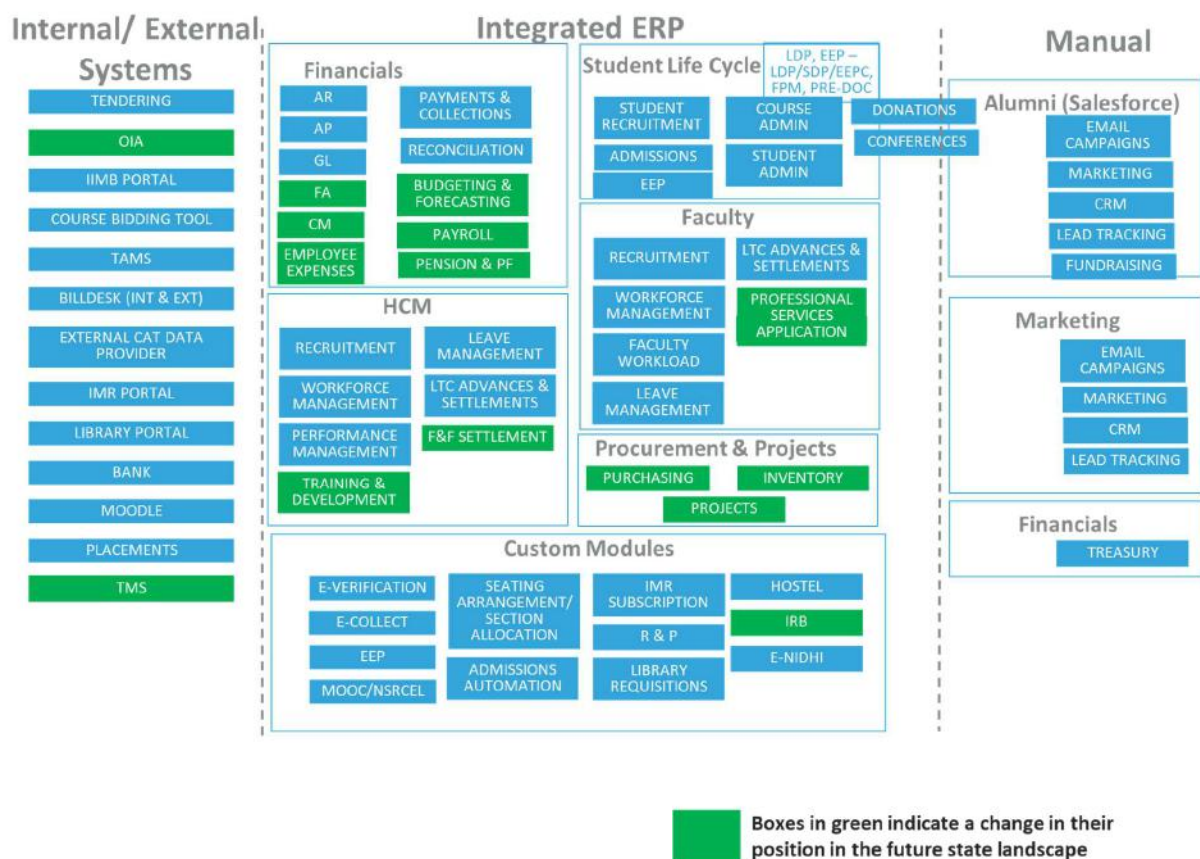 Internal/ External
Systems
TENDERING
OIA
IIMB PORTAL
COURSE BIDDING TOOL
TAMS
BILLDESK (INT & EXT)
EXTERNAL CAT DATA
PROVIDER
IMR PORTAL
LIBRARY PORTAL
BANK
MOODLE
PLACEMENTS
TMS
Integrated ERP
Financials
AR
AP
GL
FA
CM
EMPLOYEE
EXPENSES
PAYMENTS &
COLLECTIONS
RECONCILIATION
BUDGETING &
FORECASTING
PAYROLL
PENSION & PF
HCM
RECRUITMENT
WORKFORCE
MANAGEMENT
PERFORMANCE
MANAGEMENT
TRAINING &
DEVELOPMENT
LEAVE
MANAGEMENT
LTC ADVANCES &
SETTLEMENTS
F&F SETTLEMENT
Student Life Cycle
LDP, EEP –
LDP/SDP/EEPC,
FPM, PRE-DOC
STUDENT
RECRUITMENT
ADMISSIONS
EEP
COURSE
ADMIN
STUDENT
ADMIN
DONATIONS
CONFERENCES
Faculty
RECRUITMENT
WORKFORCE
MANAGEMENT
FACULTY
WORKLOAD
LEAVE
MANAGEMENT
LTC ADVANCES &
SETTLEMENTS
PROFESSIONAL
SERVICES
APPLICATION
Procurement & Projects
PURCHASING
INVENTORY
PROJECTS
Custom Modules
E-VERIFICATION
E-COLLECT
EEP
MOOC/NSRCEL
SEATING
ARRANGEMENT/
SECTION
ALLOCATION
ADMISSIONS
AUTOMATION
IMR
SUBSCRIPTION
R & P
LIBRARY
REQUISITIONS
HOSTEL
IRB
E-NIDHI
Manual
Alumni (Salesforce)
EMAIL
CAMPAIGNS
MARKETING
CRM
LEAD TRACKING
FUNDRAISING
Marketing
EMAIL
CAMPAIGNS
MARKETING
CRM
LEAD TRACKING
Financials
TREASURY
Boxes in green indicate a change in their
position in the future state landscape